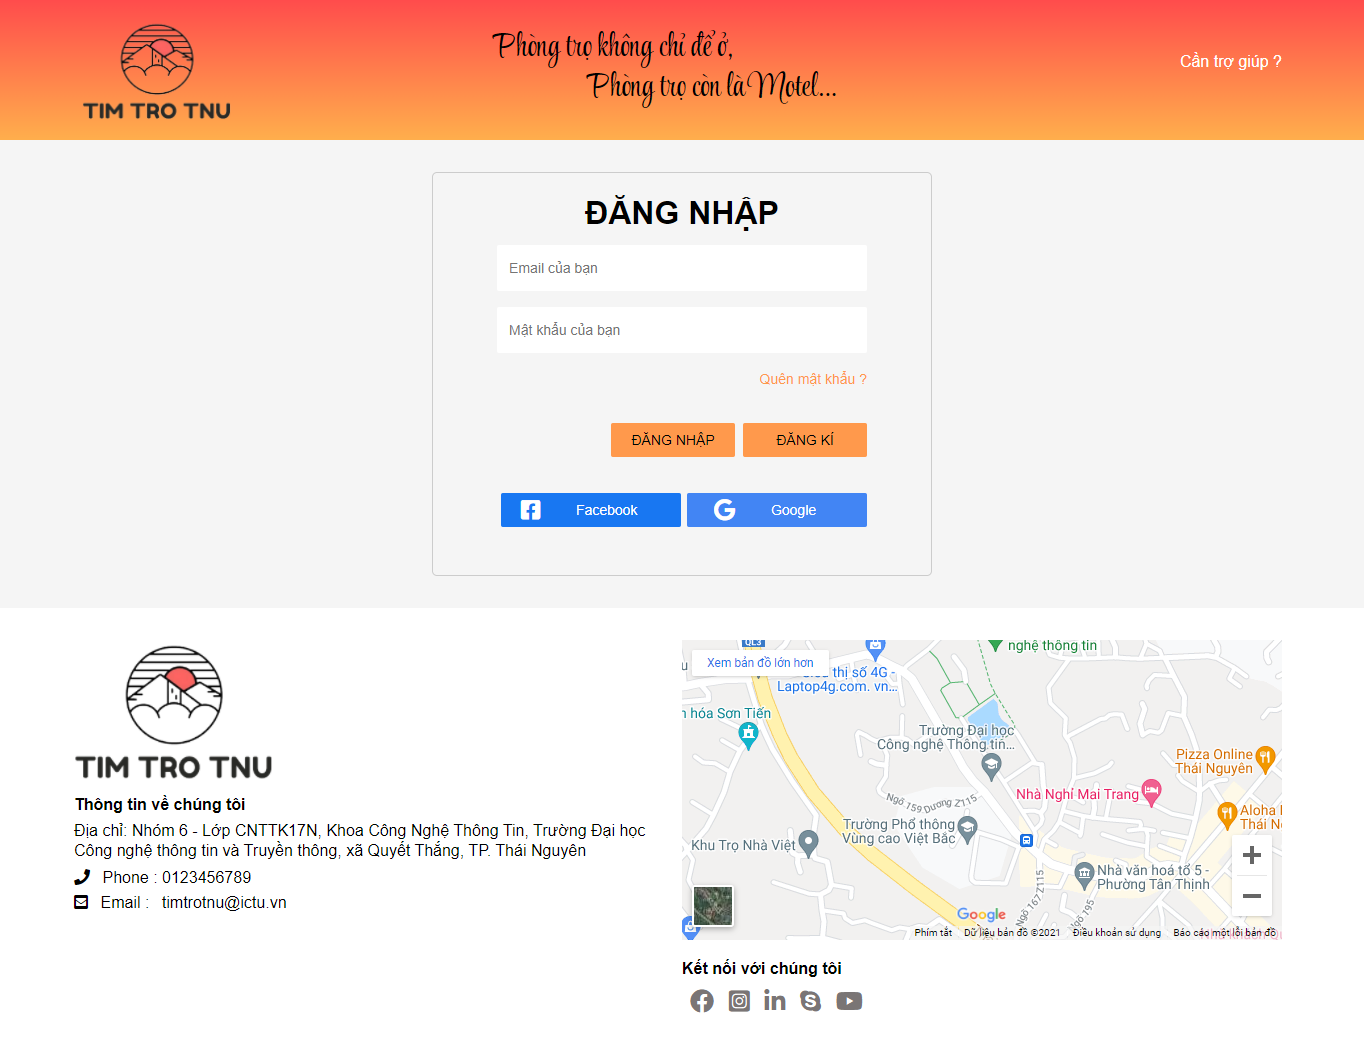 TIM TRO TNU
Phòng trọ không chỉ để ở,
Phòng trọ còn là Motel...
Cần trợ giúp ?
ĐĂNG NHẬP
Email của bạn
Mật khẩu của bạn
Quên mật khẩu ?
ĐĂNG NHẬP
ĐĂNG KÍ
Facebook
Google
TIM TRO TNU
Thông tin về chúng tôi
Địa chỉ: Nhóm 6 - Lớp CNTTK17N, Khoa Công Nghệ Thông Tin, Trường Đại học
Công nghệ thông tin và Truyền thông, xã Quyết Thắng, TP. Thái Nguyên
Phone : 0123456789
Email : timtrotnu@ictu.vn
QL3
nghệ thông tin
Xem bản đồ lớn hơn
thị số 4G -
Laptop4g.com. vn...
hóa Sơn Tiến
Trường Đại học
Công nghệ Thông tin...
Pizza Online
Thái Nguyên
Nhà Nghỉ Mai Trang
Ngõ 159 Dương Z115
Aloha
Thái
Trường Phổ thông
Vùng cao Việt Bắc
Khu Trọ Nhà Việt
Nhà văn hoá tổ 5 -
Phường Tân Thịnh
Ngõ 167 Z115
Ngõ 195
Google
Phím tắt
Dữ liệu bản đồ ©2021
Điều khoản sử dụng
Báo cáo một lỗi bản đồ
Kết nối với chúng tôi